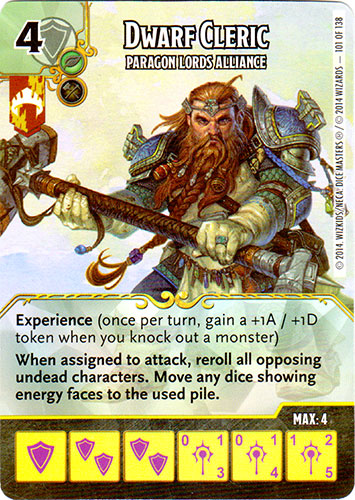 4
DWARF CLERIC
PARAGON LORDS ALLIANCE
© 2014 WIZKIDS/NECA: DICE MASTERS ® / © 2014 WIZARDS — 101 OF 138
Experience (once per turn, gain a +1A / +1D
token when you knock out a monster)
When assigned to attack, reroll all opposing
undead characters. Move any dice showing
energy faces to the used pile.
MAX: 4
0 1 0 1 1 2
3 4 5